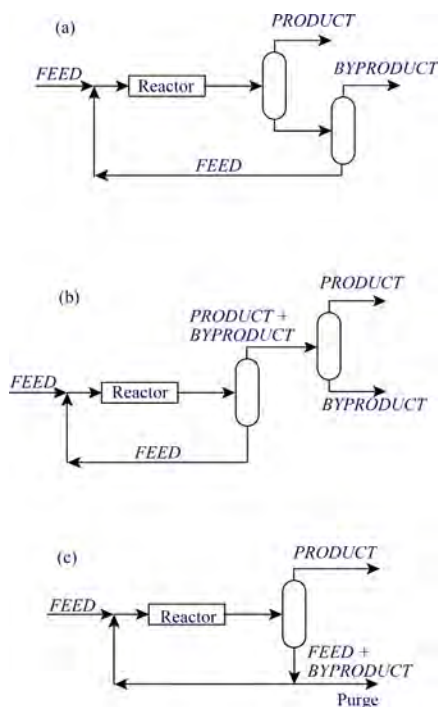 (a)
PRODUCT
FEED
Reactor
BYPRODUCT
FEED
(b)
PRODUCT
PRODUCT +
BYPRODUCT
FEED
Reactor
BYPRODUCT
FEED
(c)
PRODUCT
FEED
Reactor
FEED +
BYPRODUCT
Purge